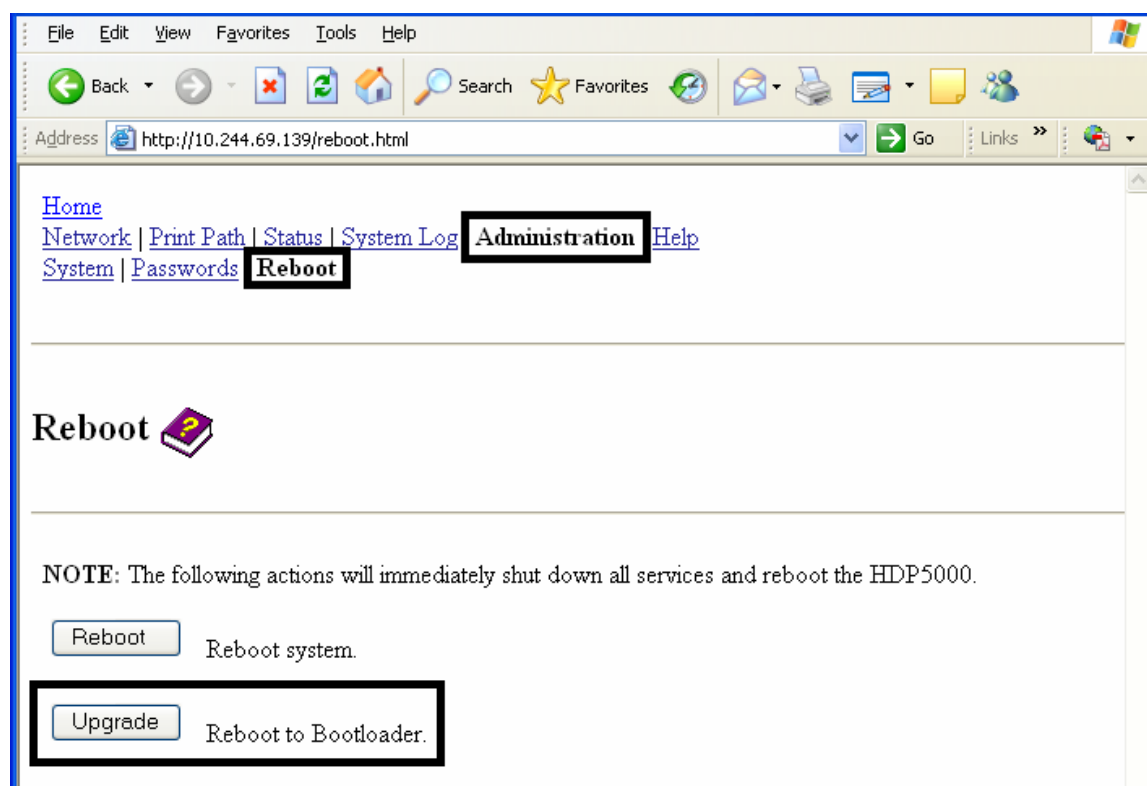 File Edit View Favorites Tools Help
Back Search Favorites
Address http://10.244.69.139/reboot.html Go Links »
Home
Network | Print Path | Status | System Log Administration Help
System | Passwords Reboot
Reboot ?
NOTE: The following actions will immediately shut down all services and reboot the HDP5000.
Reboot Reboot system.
Upgrade Reboot to Bootloader.